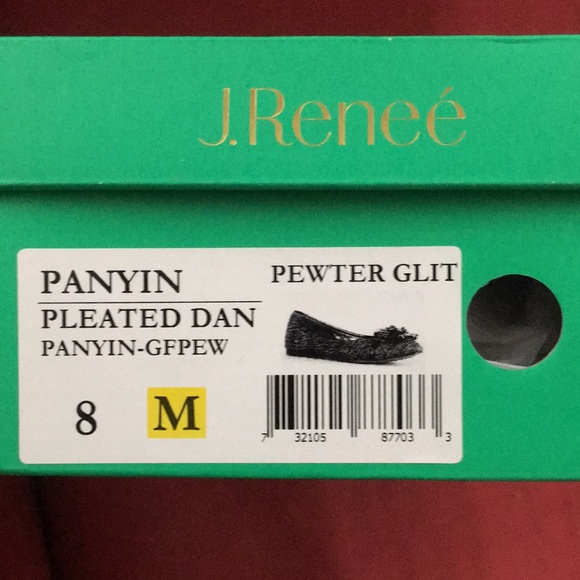 J.Reneé
PANYIN
PEWTER GLIT
PLEATED DAN
PANYIN-GFPEW
8 M
7 32105 87703 3